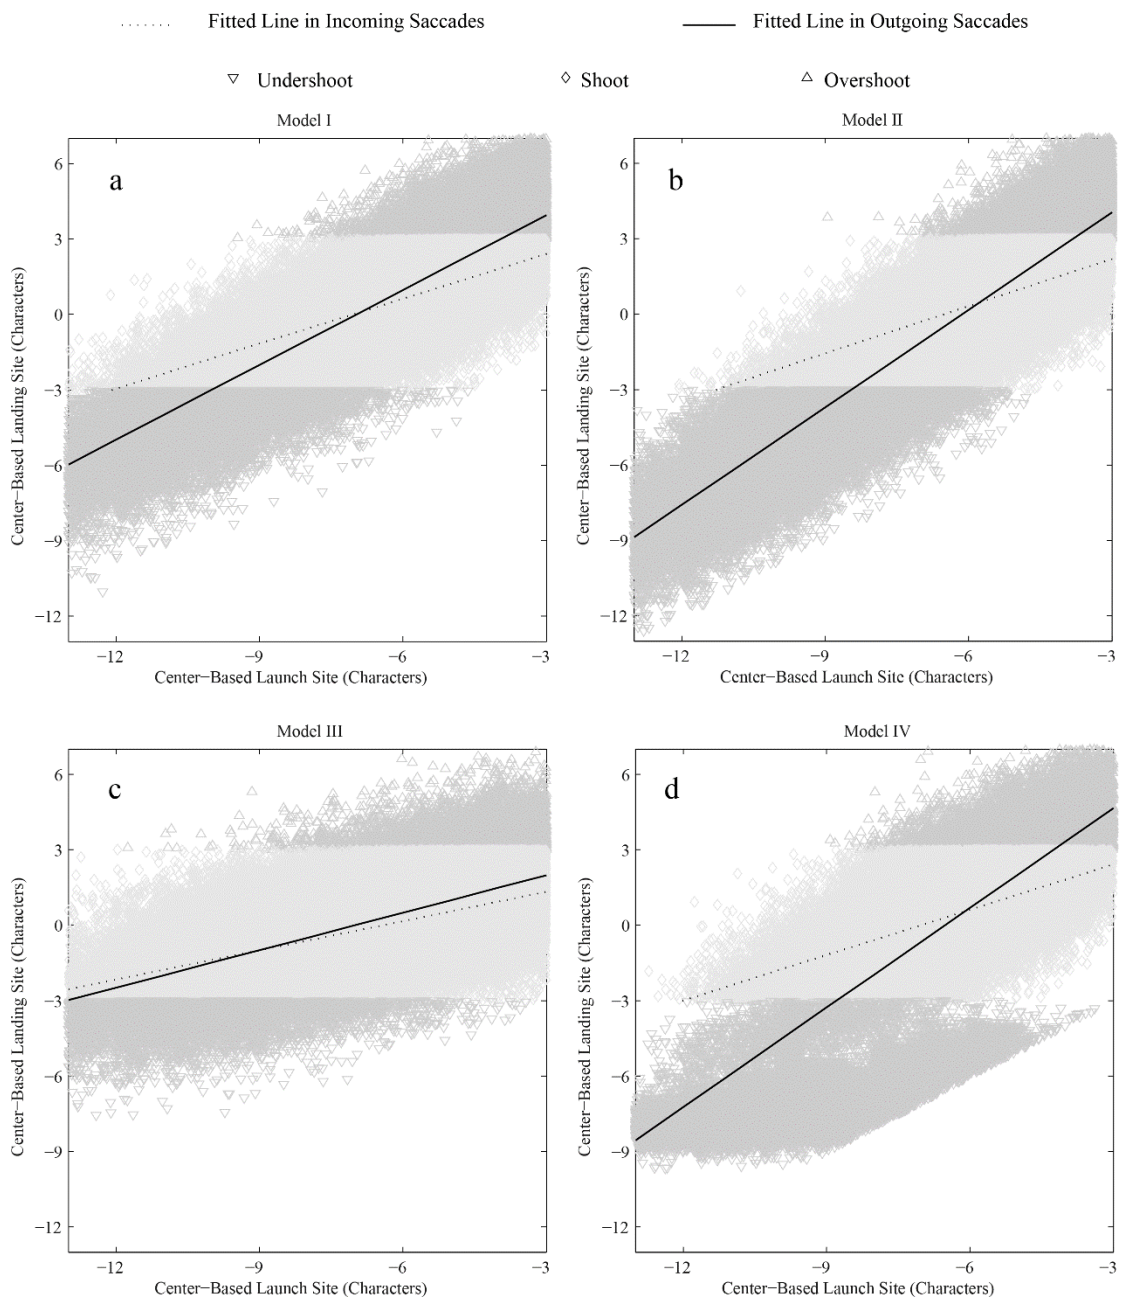 Fitted Line in Incoming Saccades Fitted Line in Outgoing Saccades
Undershoot Shoot Overshoot
Model I Model II
a b
6 6
3 3
0 0
−3 −3
−6 −6
−9 −9
−12 −12
Center−Based Landing Site (Characters) Center−Based Landing Site (Characters)
−12 −9 −6 −3 −12 −9 −6 −3
Center−Based Launch Site (Characters) Center−Based Launch Site (Characters)
Model III Model IV
c d
6 6
3 3
0 0
−3 −3
−6 −6
−9 −9
−12 −12
Center−Based Landing Site (Characters) Center−Based Landing Site (Characters)
−12 −9 −6 −3 −12 −9 −6 −3
Center−Based Launch Site (Characters) Center−Based Launch Site (Characters)